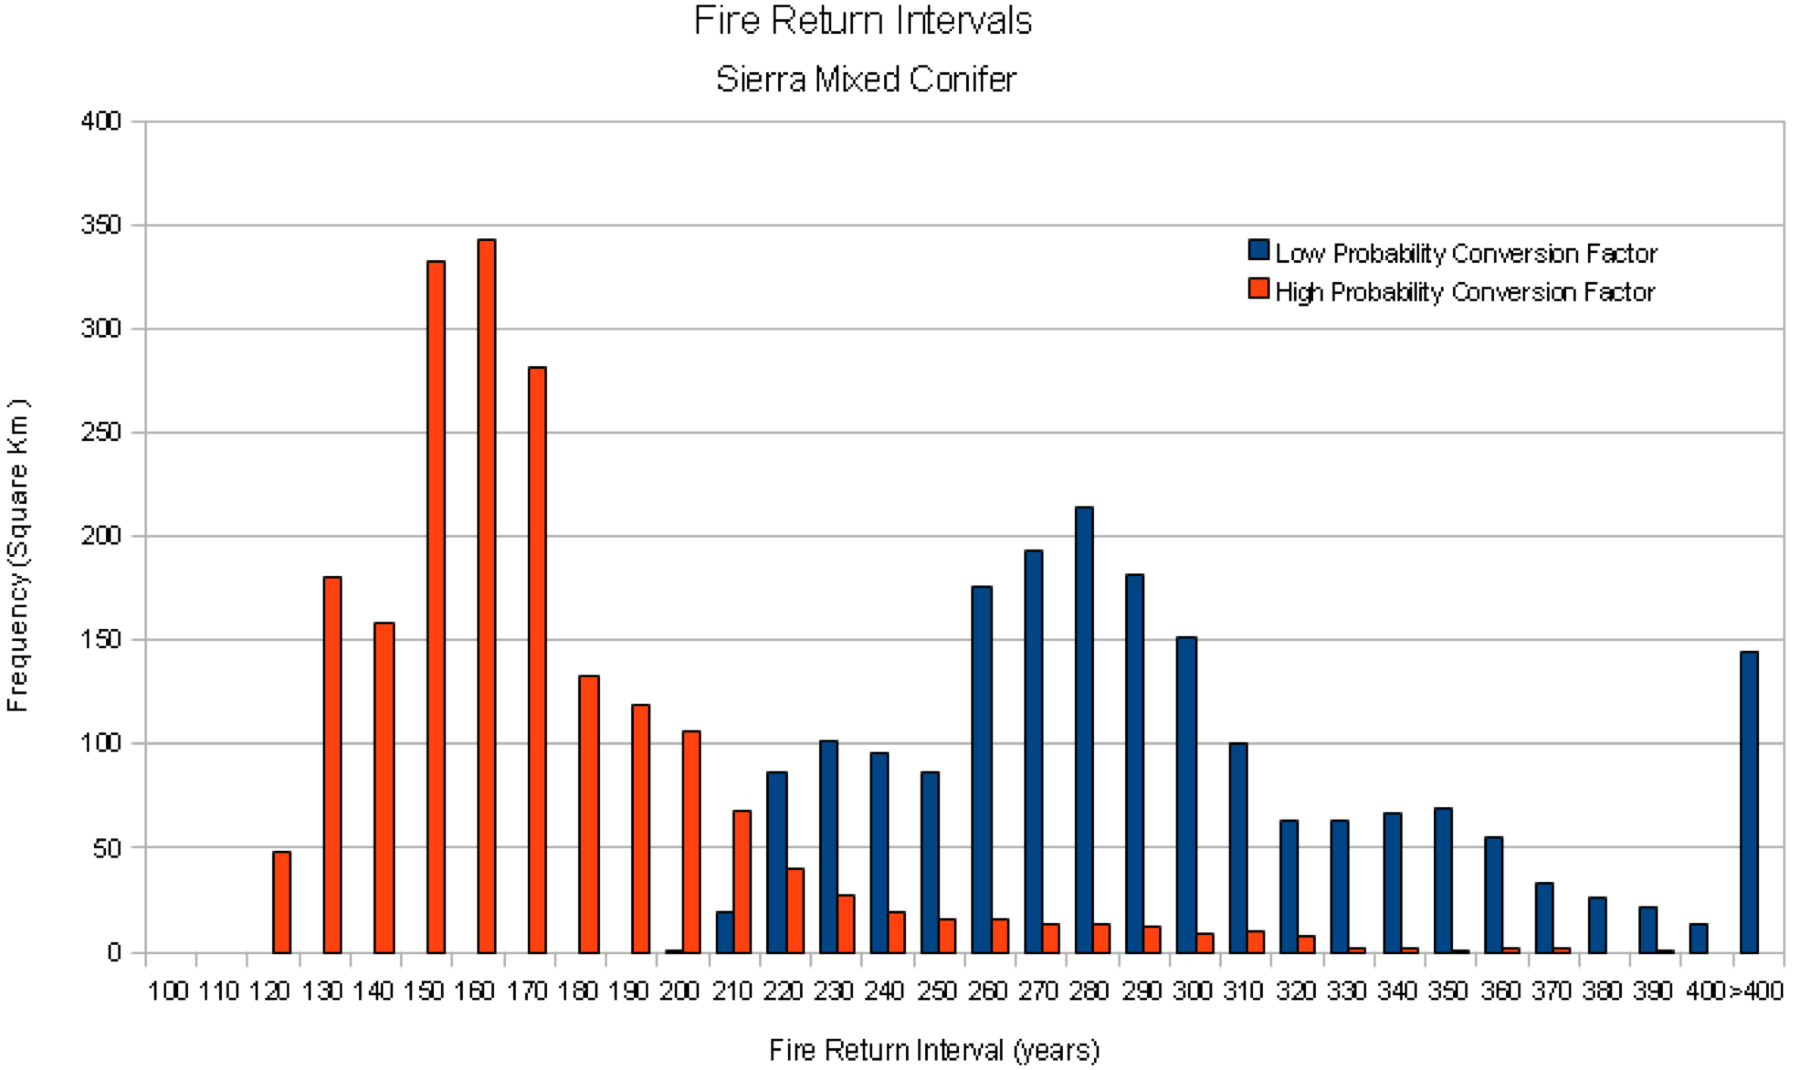 Fire Return Intervals
Sierra Mixed Conifer
400
350
300
250
200
150
100
50
0
Frequency (Square Km )
Low Probability Conversion Factor
High Probability Conversion Factor
100 110 120 130 140 150 160 170 180 190 200 210 220 230 240 250 260 270 280 290 300 310 320 330 340 350 360 370 380 390 400 >400
Fire Return Interval (years)